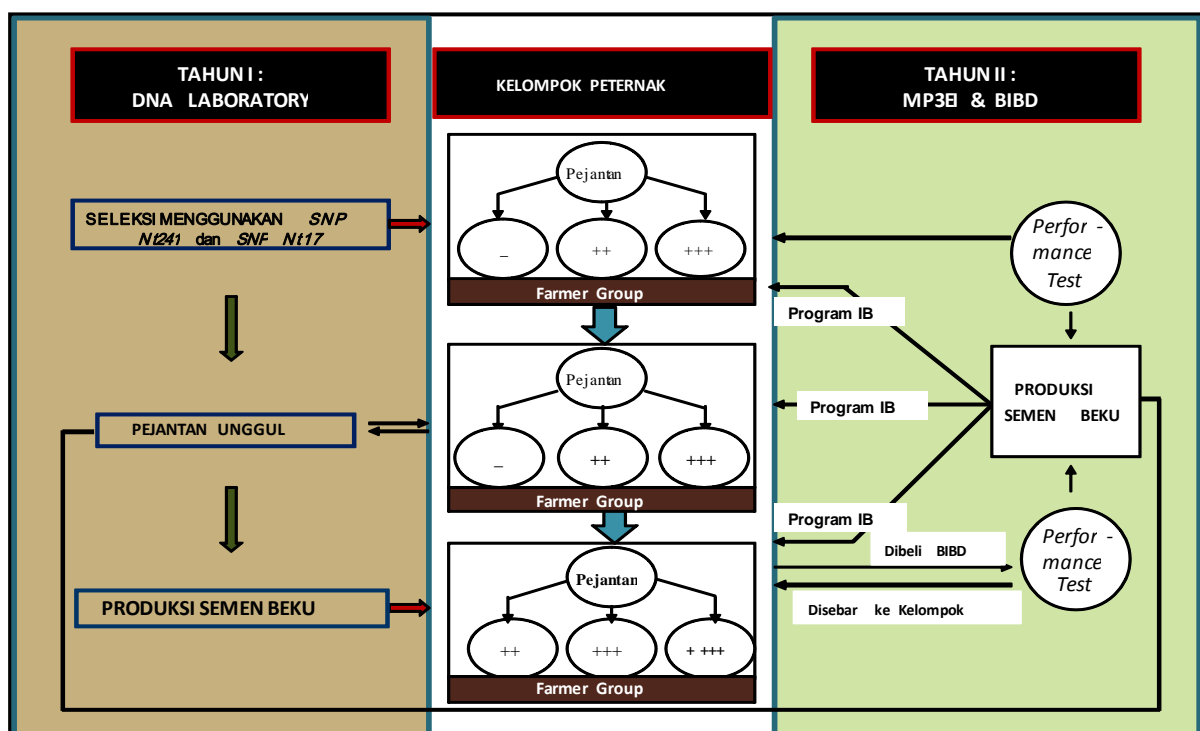 TAHUN I :
DNA LABORATORY
SELEKSI MENGGUNAKAN SNP
Nt241 dan SNP Nt17
PEJANTAN UNGGUL
PRODUKSI SEMEN BEKU
KELOMPOK PETERNAK
Pejantan
_ ++ +++
Farmer Group
Pejantan
_ ++ +++
Farmer Group
Pejantan
++ +++ + +++
Farmer Group
TAHUN II :
MP3EI & BIBD
Perfor -
mance
Test
Program IB
PRODUKSI
SEMEN BEKU
Program IB
Program IB
Dibeli BIBD
Perfor -
mance
Test
Disebar ke Kelompok